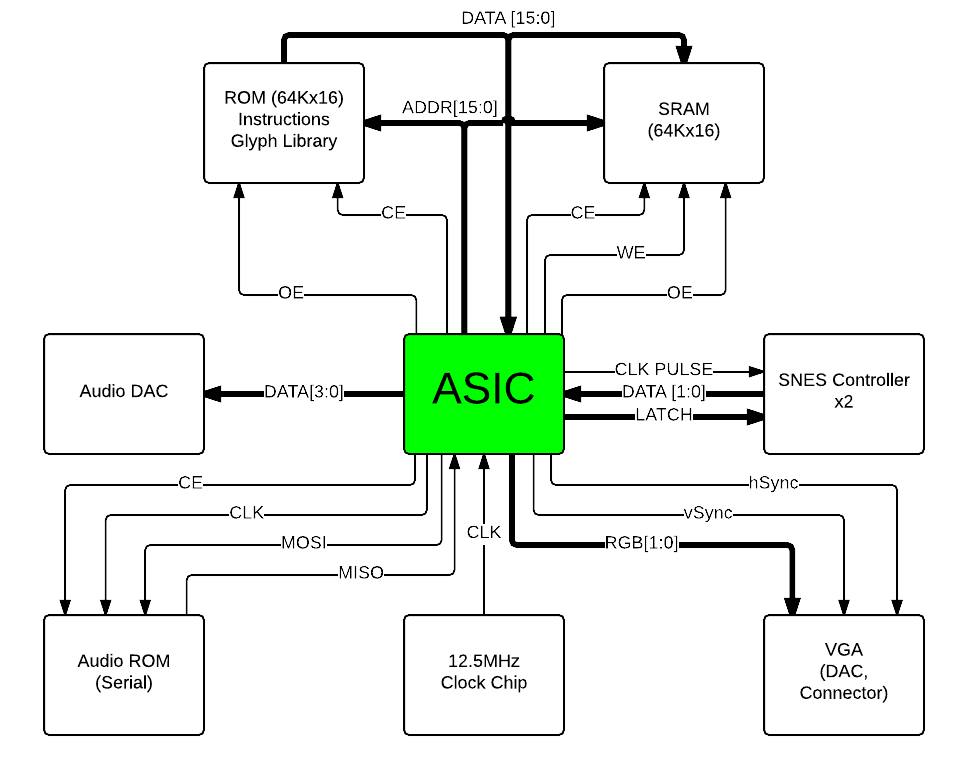 DATA [15:0]
ROM (64Kx16)
Instructions
Glyph Library
ADDR[15:0]
SRAM
(64Kx16)
CE
CE
WE
OE
OE
Audio DAC
DATA[3:0]
ASIC
CLK PULSE
DATA [1:0]
LATCH
SNES Controller
x2
CE
CLK
MOSI
MISO
CLK
hSync
vSync
RGB[1:0]
Audio ROM
(Serial)
12.5MHz
Clock Chip
VGA
(DAC,
Connector)